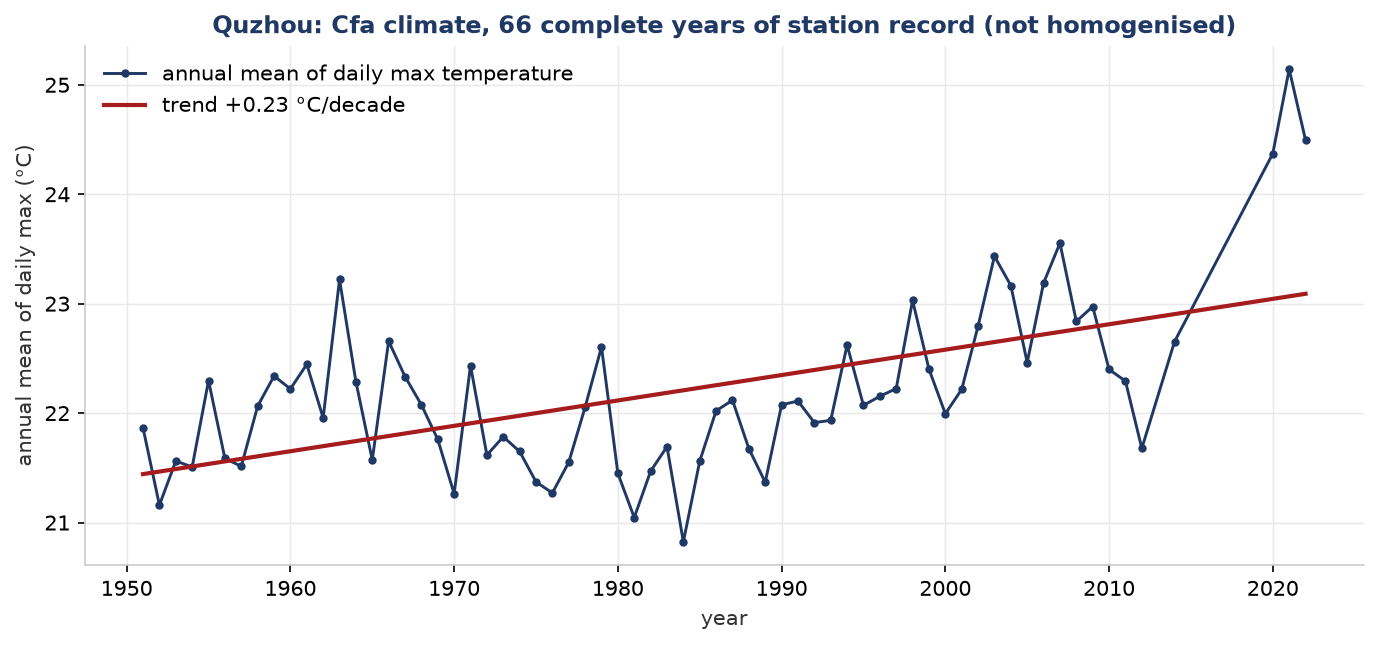 Quzhou: Cfa climate, 66 complete years of station record (not homogenised)
annual mean of daily max temperature
trend +0.23 °C/decade
annual mean of daily max (°C)
25
24
23
22
21
1950 1960 1970 1980 1990 2000 2010 2020
year